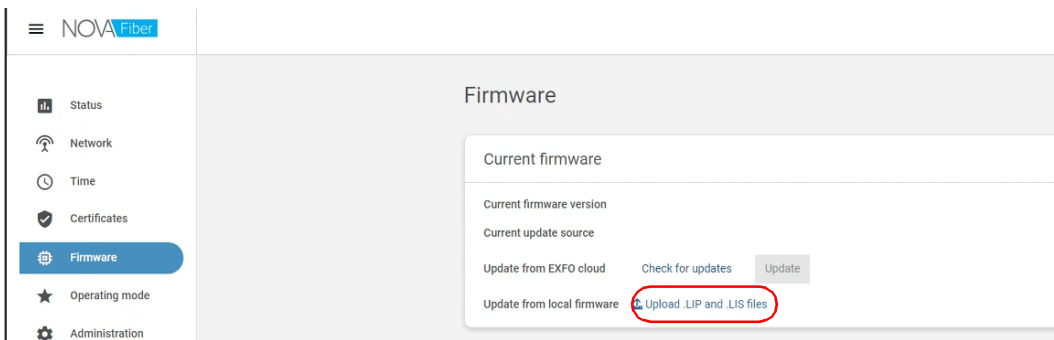 NOVA Fiber
Status
Network
Time
Certificates
Firmware
Operating mode
Administration
Firmware
Current firmware
Current firmware version
Current update source
Update from EXFO cloud Check for updates Update
Update from local firmware Upload .LIP and .LIS files